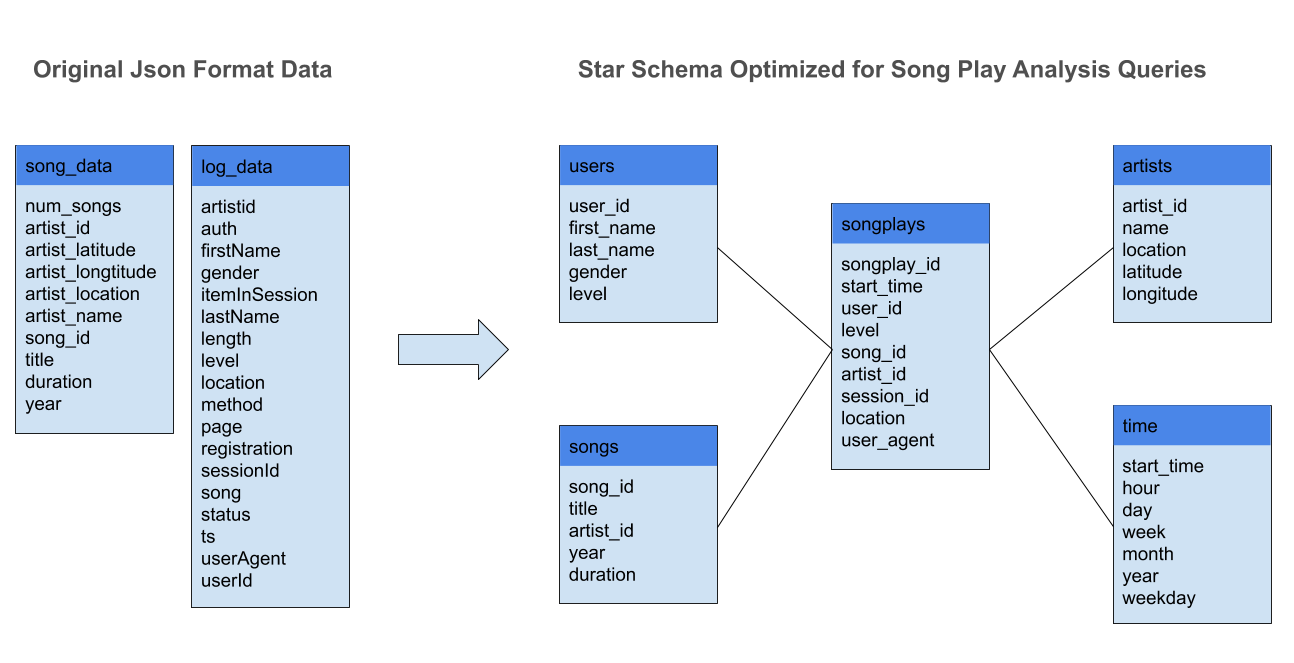 Original Json Format Data
Star Schema Optimized for Song Play Analysis Queries
song_data
num_songs
artist_id
artist_latitude
artist_longtitude
artist_location
artist_name
song_id
title
duration
year
log_data
artistid
auth
firstName
gender
itemInSession
lastName
length
level
location
method
page
registration
sessionId
song
status
ts
userAgent
userId
users
user_id
first_name
last_name
gender
level
songs
song_id
title
artist_id
year
duration
songplays
songplay_id
start_time
user_id
level
song_id
artist_id
session_id
location
user_agent
artists
artist_id
name
location
latitude
longitude
time
start_time
hour
day
week
month
year
weekday